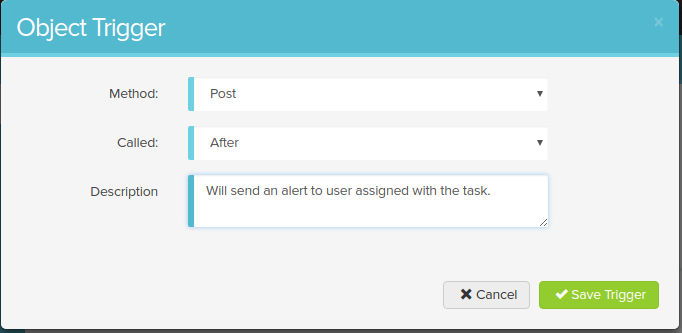 Object Trigger
×
Method: Post
Called: After
Description Will send an alert to user assigned with the task.
✖ Cancel ✔ Save Trigger